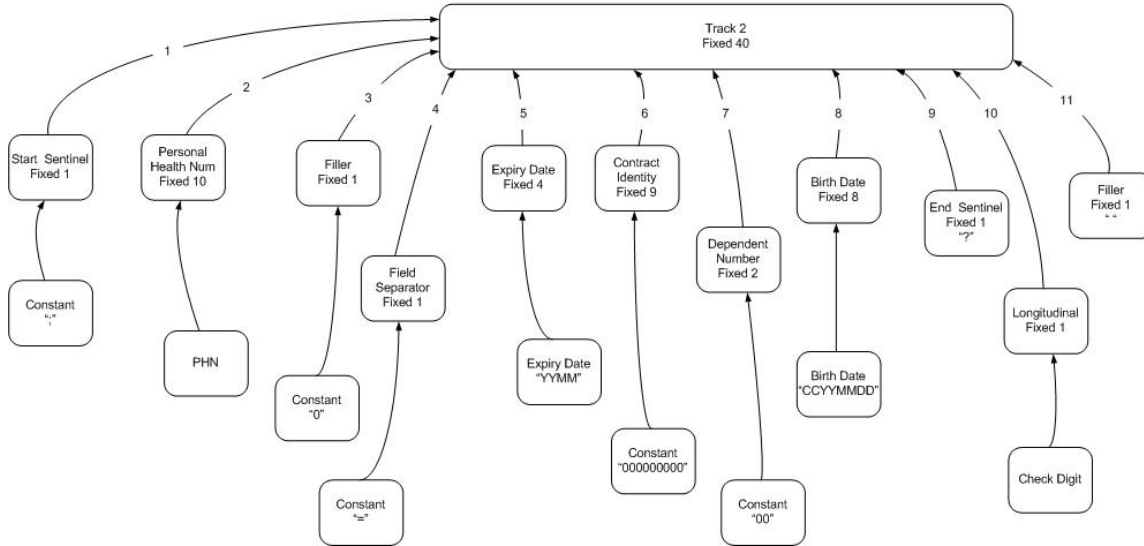 Track 2
Fixed 40
1
2
3
4
5
6
7
8
9
10
11
Start Sentinel
Fixed 1
Personal
Health Num
Fixed 10
Filler
Fixed 1
Field
Separator
Fixed 1
Expiry Date
Fixed 4
Contract
Identity
Fixed 9
Dependent
Number
Fixed 2
Birth Date
Fixed 8
End Sentinel
Fixed 1
“?”
Longitudinal
Fixed 1
Filler
Fixed 1
“ “
Constant
“;”
PHN
Constant
“0”
Constant
“=”
Expiry Date
“YYMM”
Constant
“000000000”
Constant
“00”
Birth Date
“CCYYMMDD”
Check Digit